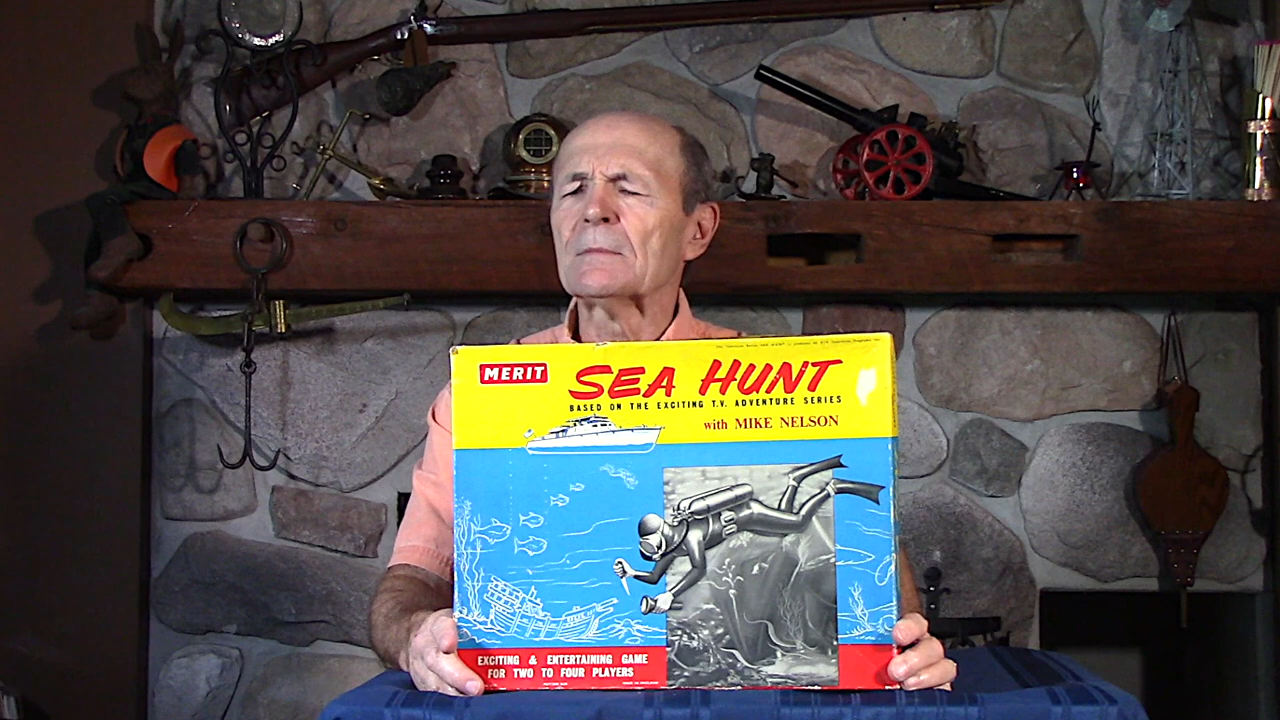 MERIT
SEA HUNT
BASED ON THE EXCITING T.V. ADVENTURE SERIES
with MIKE NELSON
EXCITING & ENTERTAINING GAME
FOR TWO TO FOUR PLAYERS